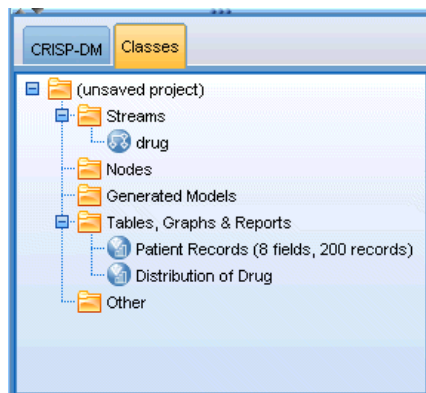 CRISP-DM Classes
(unsaved project)
Streams
drug
Nodes
Generated Models
Tables, Graphs & Reports
Patient Records (8 fields, 200 records)
Distribution of Drug
Other